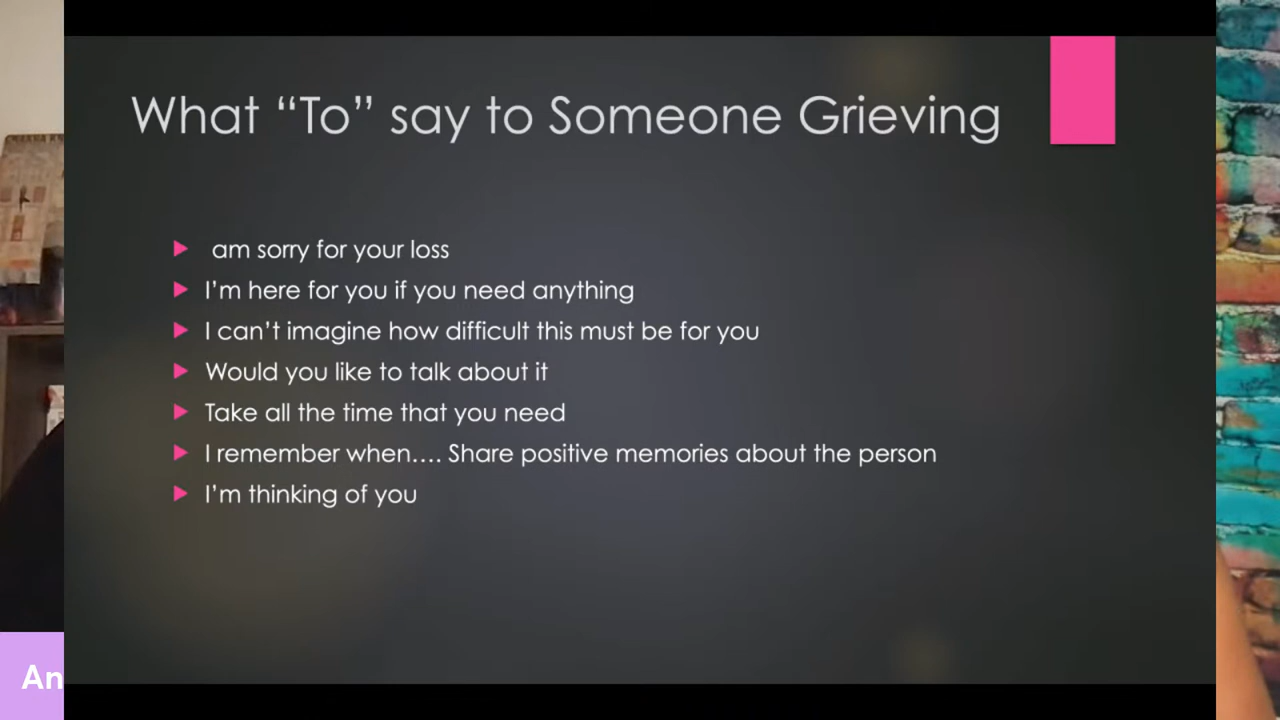 What “To” say to Someone Grieving
am sorry for your loss
I’m here for you if you need anything
I can’t imagine how difficult this must be for you
Would you like to talk about it
Take all the time that you need
I remember when.... Share positive memories about the person
I’m thinking of you
An